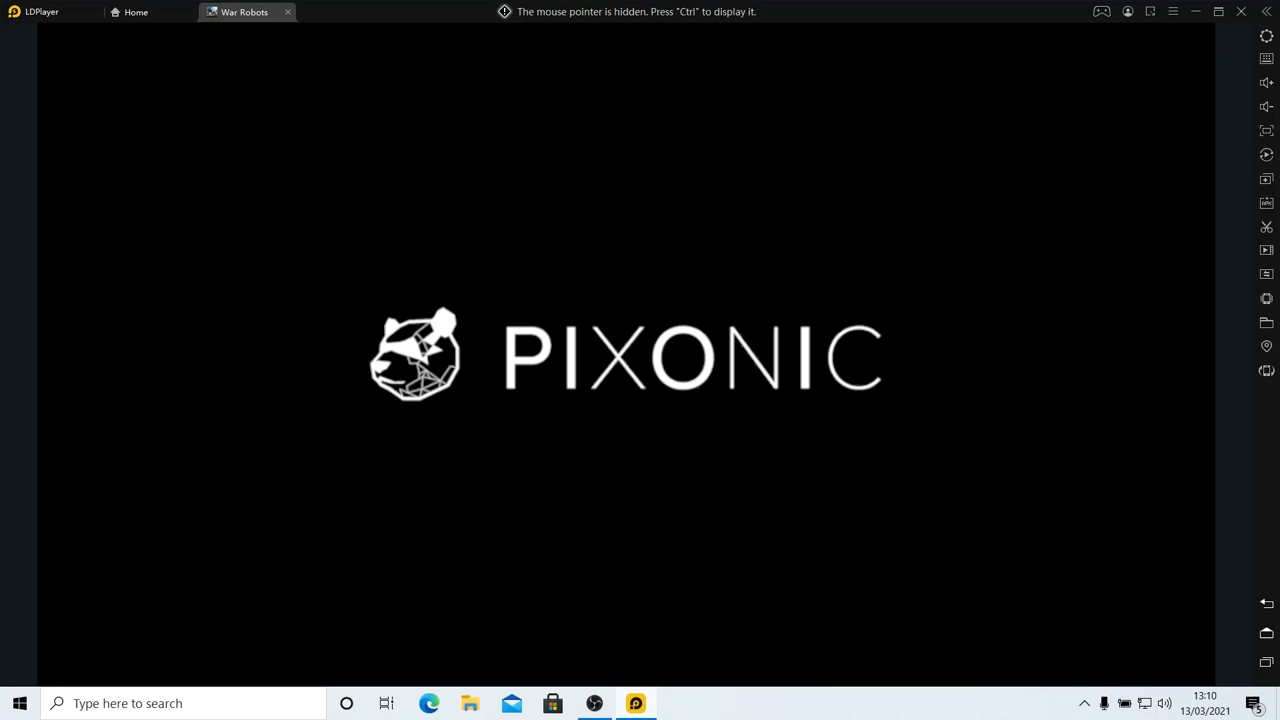 LDPlayer
Home
War Robots
The mouse pointer is hidden. Press "Ctrl" to display it.
PIXONIC
Type here to search
13:10
13/03/2021
5